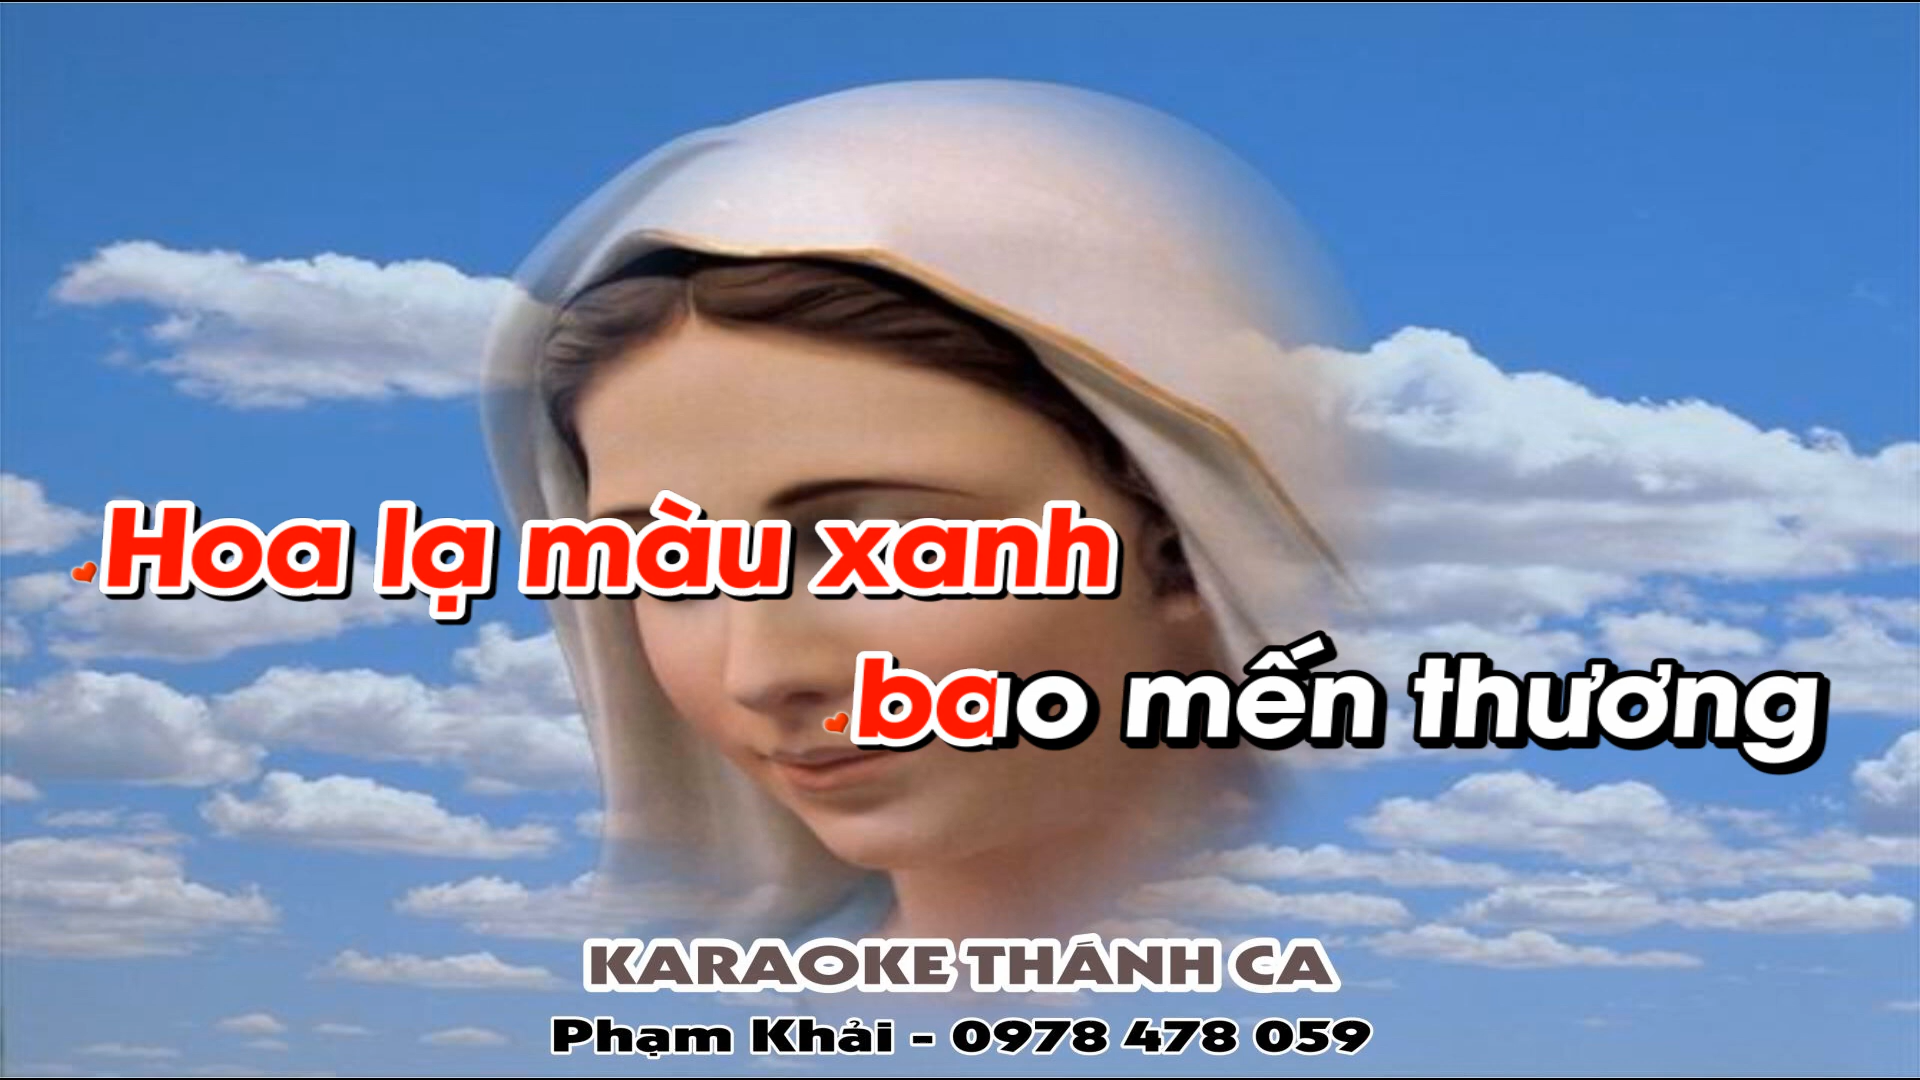 Hoa lạ màu xanh
bao mến thương
KARAOKE THÁNH CA
Phạm Khải - 0978 478 059